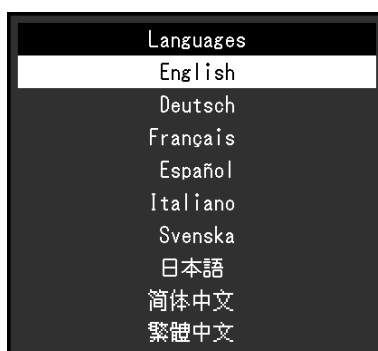 Languages
English
Deutsch
Français
Español
Italiano
Svenska
日本語
简体中文
繁體中文